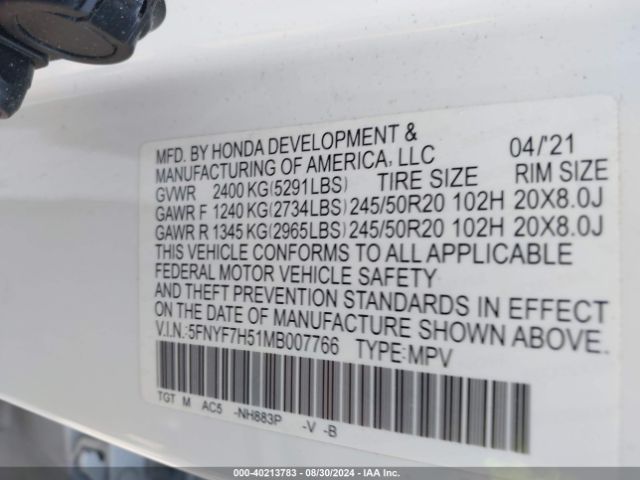 MFD. BY HONDA DEVELOPMENT &
MANUFACTURING OF AMERICA, LLC 04/'21
GVWR 2400 KG(5291LBS) TIRE SIZE RIM SIZE
GAWR F 1240 KG(2734LBS) 245/50R20 102H 20X8.0J
GAWR R 1345 KG(2965LBS) 245/50R20 102H 20X8.0J
THIS VEHICLE CONFORMS TO ALL APPLICABLE
FEDERAL MOTOR VEHICLE SAFETY
AND THEFT PREVENTION STANDARDS IN EFFECT
ON THE DATE OF MANUFACTURE SHOWN ABOVE.
V.I.N.:5FNYF7H51MB007766 TYPE:MPV
TGT M AC5 -NH883P -V -B
000-40213783 - 08/30/2024 - IAA Inc.